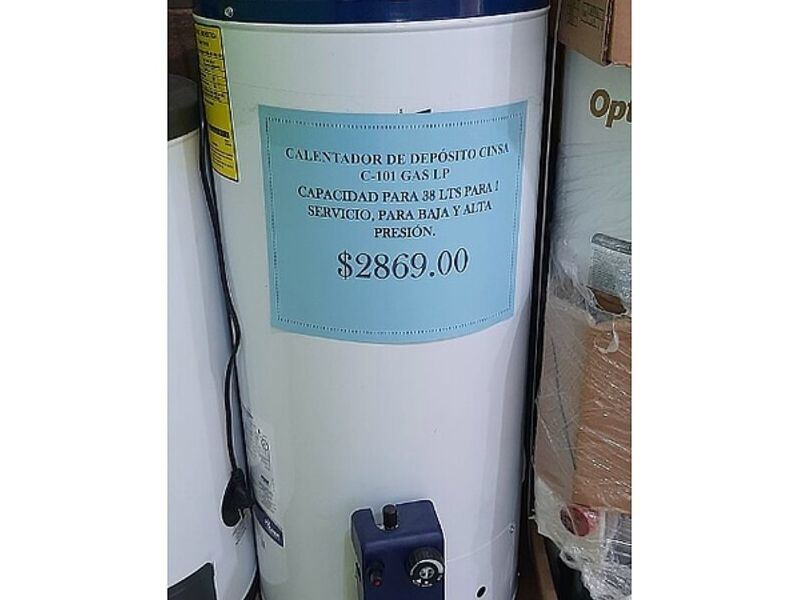 CALENTADOR DE DEPÓSITO CINSA
C-101 GAS LP
CAPACIDAD PARA 38 LTS PARA 1
SERVICIO, PARA BAJA Y ALTA
PRESIÓN.
$2869.00
Opt